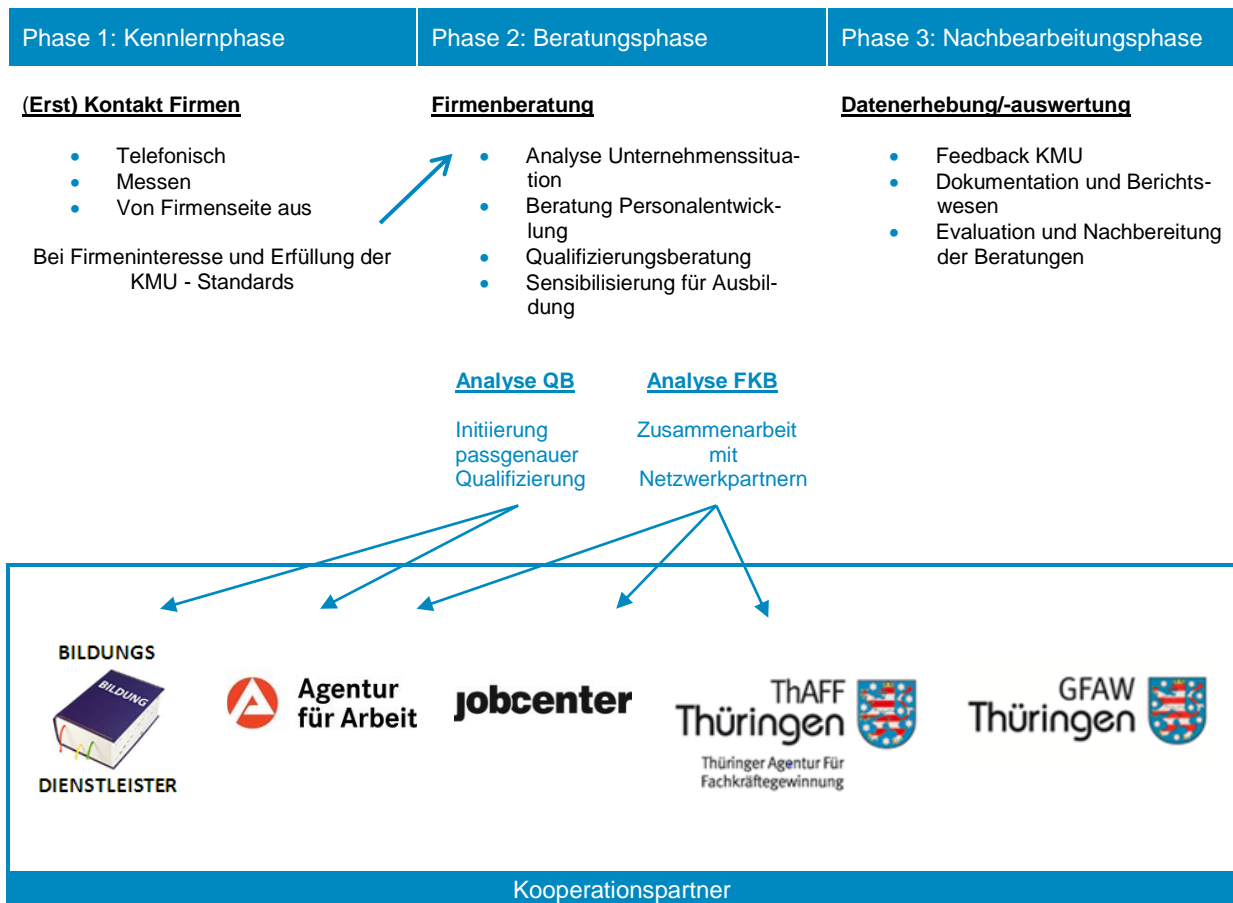 Phase 1: Kennlernphase
Phase 2: Beratungsphase
Phase 3: Nachbearbeitungsphase
(Erst) Kontakt Firmen
• Telefonisch
• Messen
• Von Firmenseite aus
Bei Firmeninteresse und Erfüllung der
KMU - Standards
Firmenberatung
• Analyse Unternehmenssitua-
tion
• Beratung Personalentwick-
lung
• Qualifizierungsberatung
• Sensibilisierung für Ausbil-
dung
Datenerhebung/-auswertung
• Feedback KMU
• Dokumentation und Berichts-
wesen
• Evaluation und Nachbereitung
der Beratungen
Analyse QB
Initiierung
passgenauer
Qualifizierung
Analyse FKB
Zusammenarbeit
mit
Netzwerkpartnern
BILDUNGS
BILDUNG
DIENSTLEISTER
Agentur
für Arbeit
jobcenter
ThAFF
Thüringen
Thüringer Agentur Für
Fachkräftegewinnung
GFAW
Thüringen
Kooperationspartner